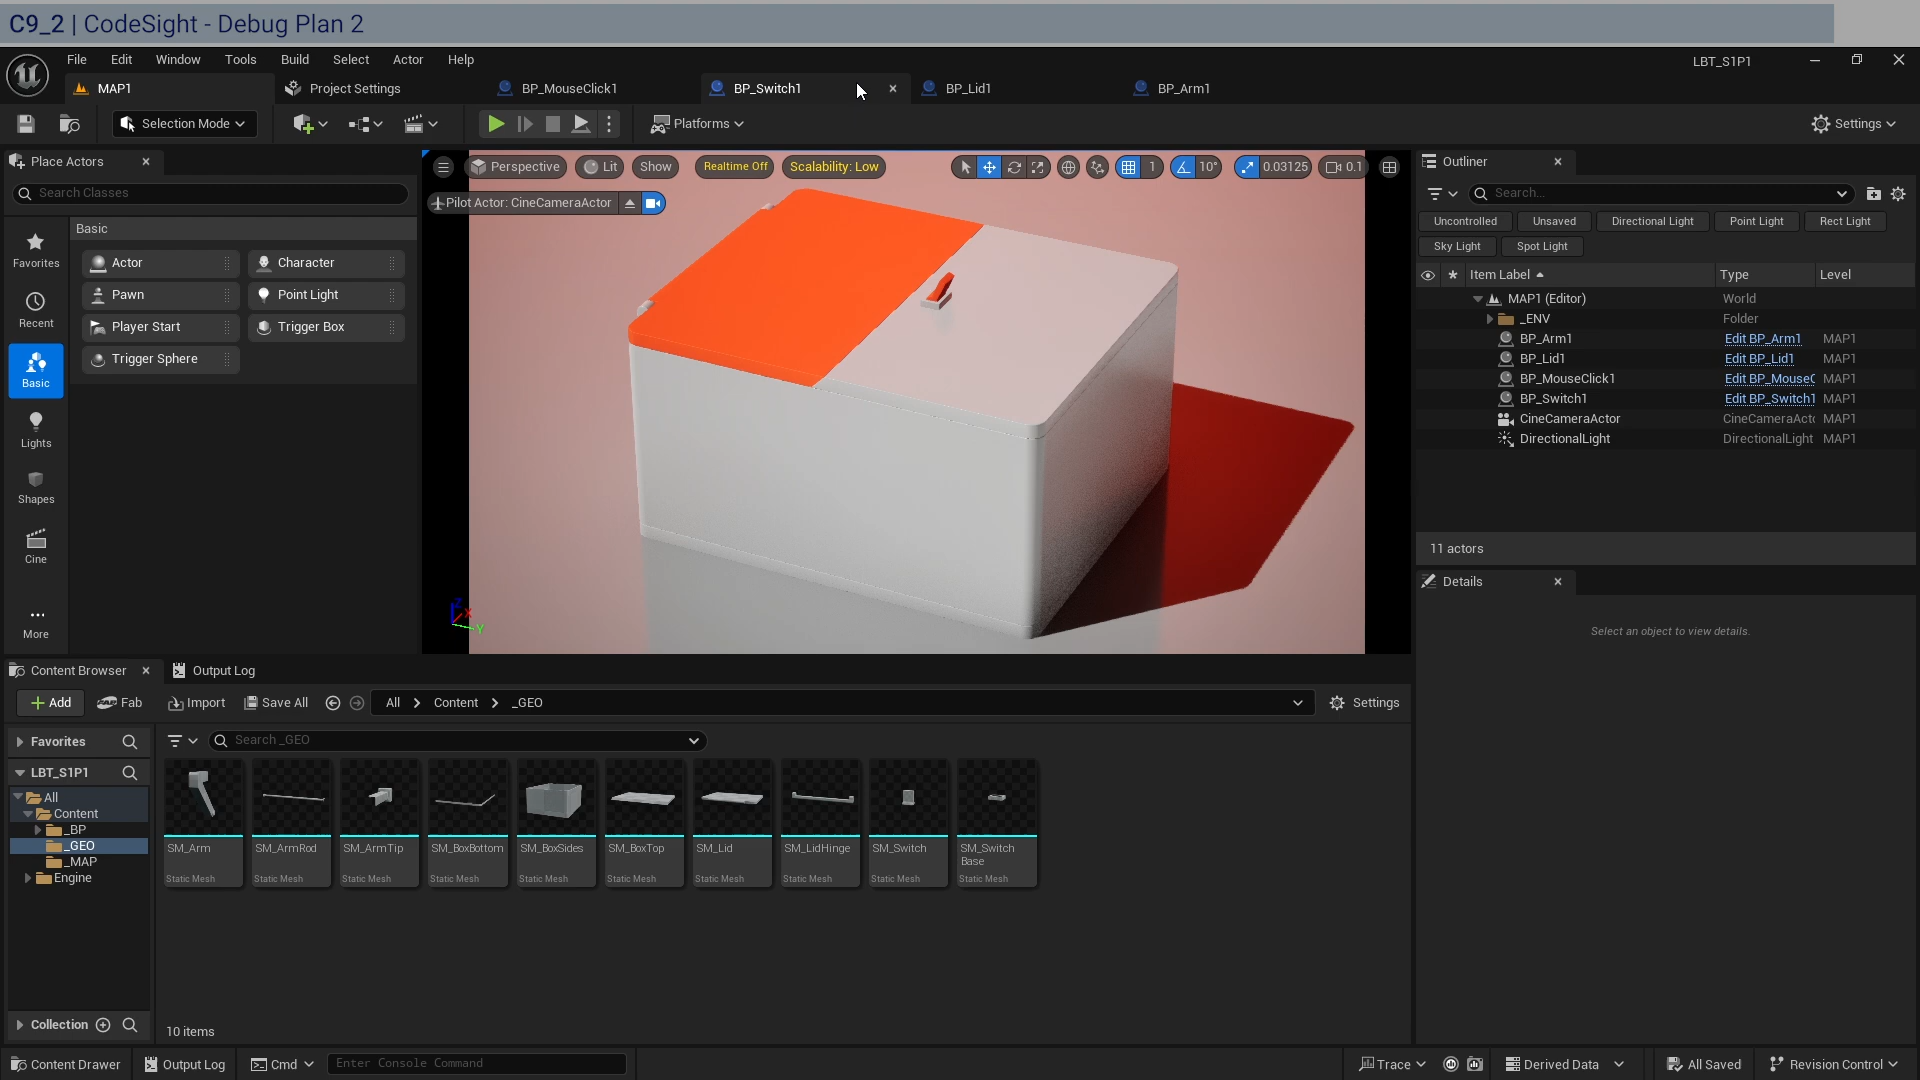 C9_2 | CodeSight - Debug Plan 2
File Edit Window Tools Build Select Actor Help
LBT_S1P1
MAP1 Project Settings BP_MouseClick1 BP_Switch1 BP_Lid1 BP_Arm1
Selection Mode Platforms Settings
Place Actors
Search Classes
Basic
Favorites
Recent
Basic
Lights
Shapes
Cine
More
Actor Character
Pawn Point Light
Player Start Trigger Box
Trigger Sphere
Perspective Lit Show Realtime Off Scalability: Low 1 10° 0.03125 0.1
Pilot Actor: CineCameraActor
Z X Y
Outliner
Search...
Uncontrolled Unsaved Directional Light Point Light Rect Light
Sky Light Spot Light
Item Label Type Level
MAP1 (Editor) World
_ENV Folder
BP_Arm1 Edit BP_Arm1 MAP1
BP_Lid1 Edit BP_Lid1 MAP1
BP_MouseClick1 Edit BP_MouseC MAP1
BP_Switch1 Edit BP_Switch1 MAP1
CineCameraActor CineCameraActo MAP1
DirectionalLight DirectionalLight MAP1
11 actors
Details
Select an object to view details.
Content Browser Output Log
Add Fab Import Save All All > Content > _GEO Settings
Favorites
LBT_S1P1
All
Content
_BP
_GEO
_MAP
Engine
Collection
Search _GEO
SM_Arm SM_ArmRod SM_ArmTip SM_BoxBottom SM_BoxSides SM_BoxTop SM_Lid SM_LidHinge SM_Switch SM_Switch
Base
Static Mesh Static Mesh Static Mesh Static Mesh Static Mesh Static Mesh Static Mesh Static Mesh Static Mesh Static Mesh
10 items
Content Drawer Output Log Cmd Enter Console Command Trace Derived Data All Saved Revision Control